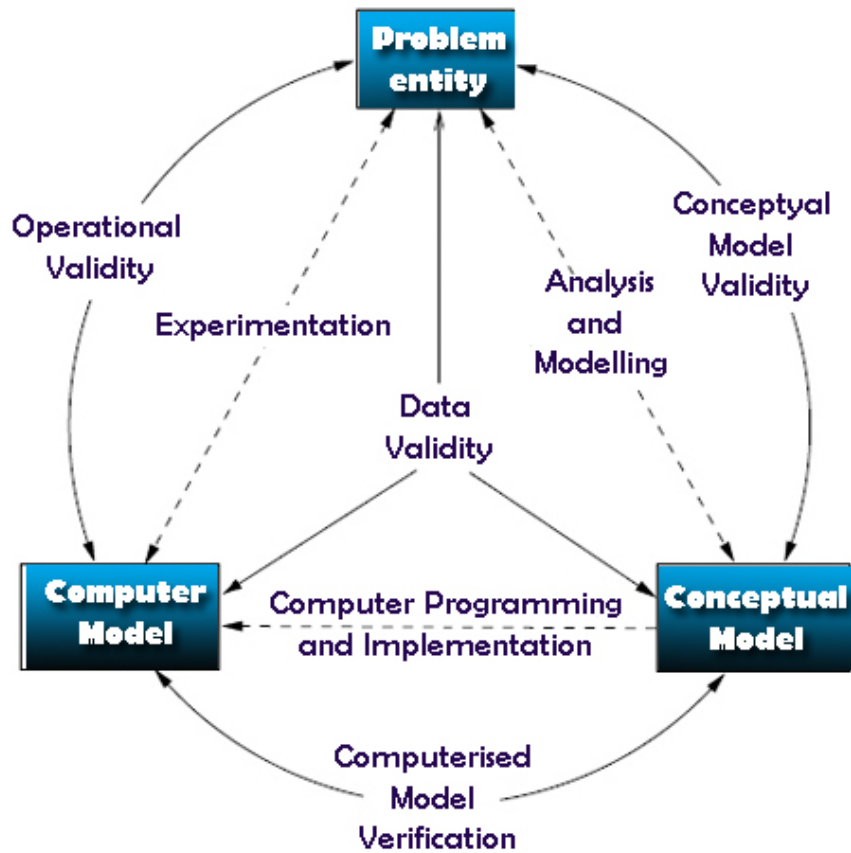 Problem
entity
Operational
Validity
Conceptyal
Model
Validity
Experimentation
Analysis
and
Modelling
Data
Validity
Computer
Model
Computer Programming
and Implementation
Conceptual
Model
Computerised
Model
Verification